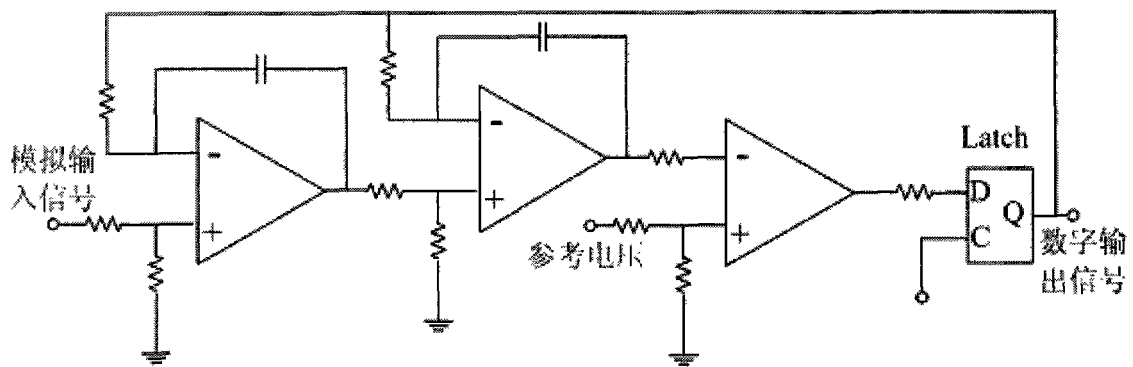 模拟输
入信号
-
+
-
+
参考电压
-
+
Latch
D
Q
C
数字输
出信号